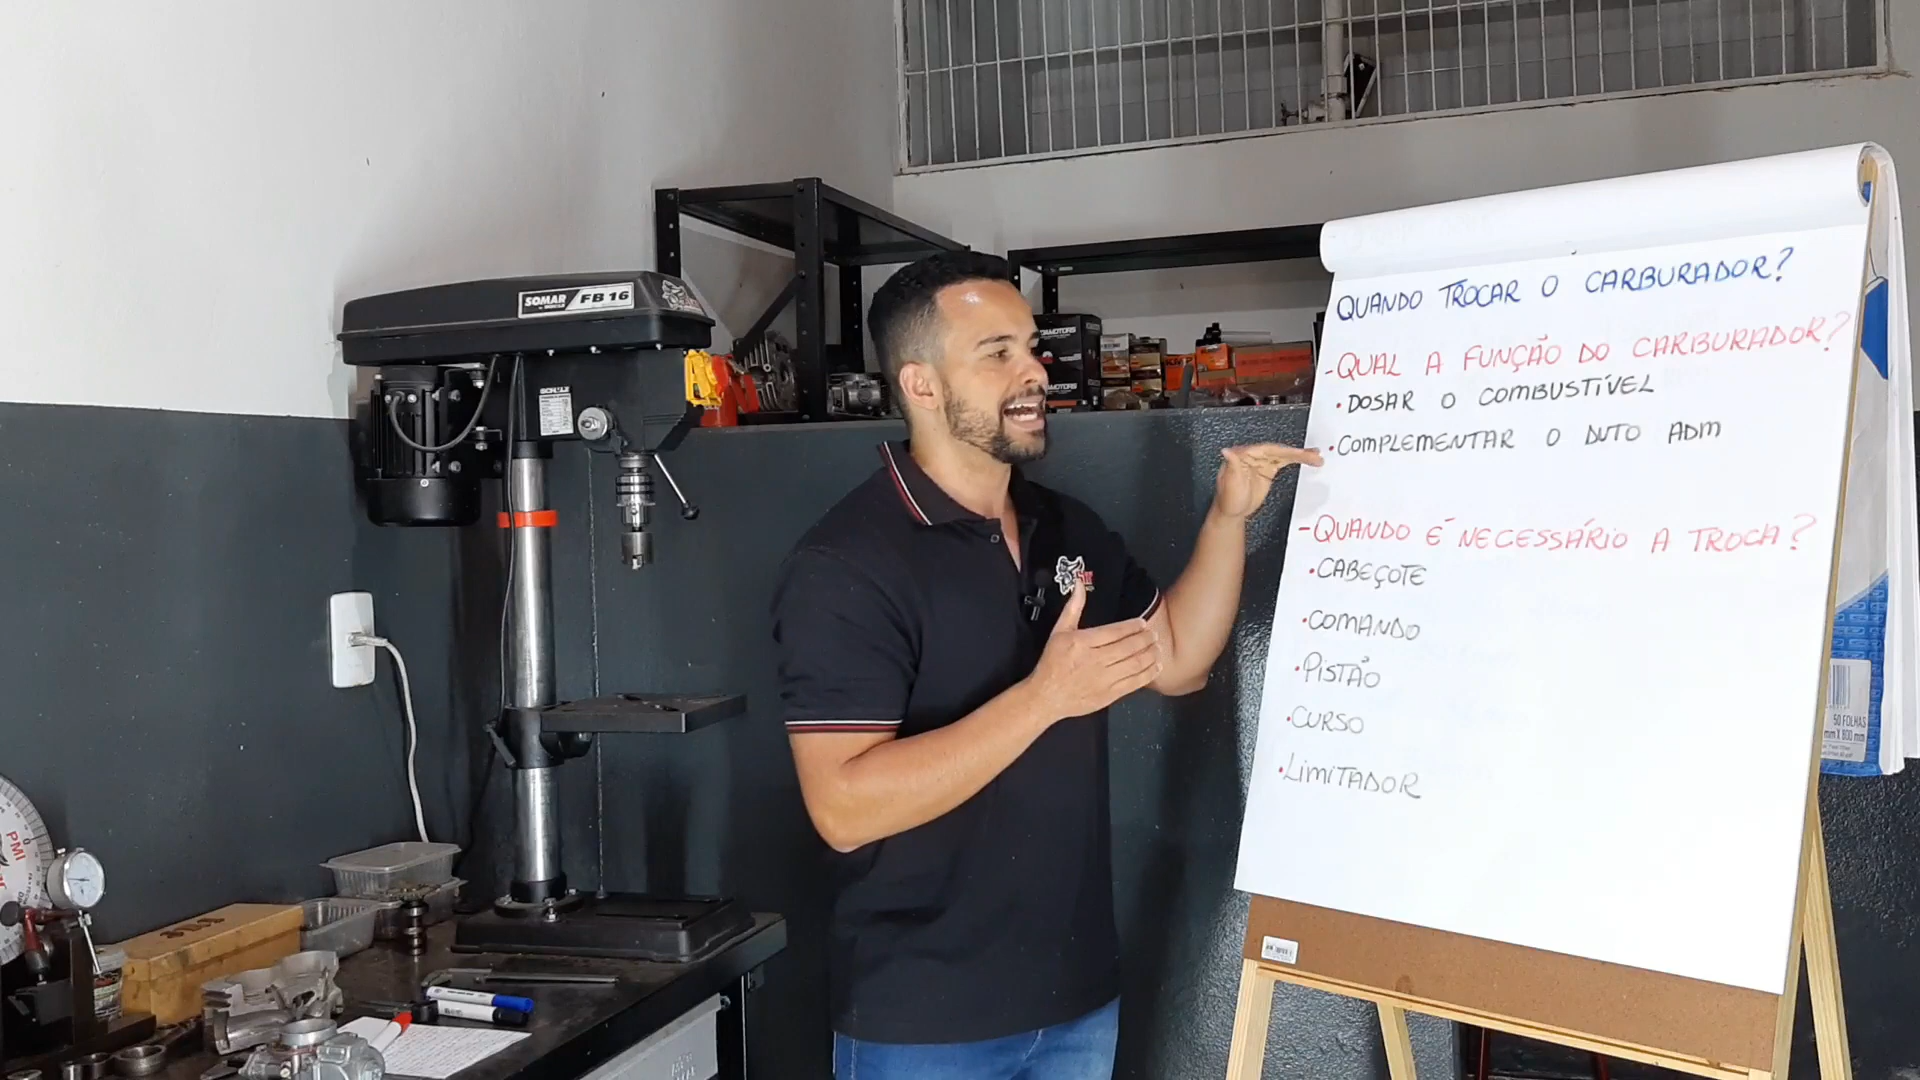 SOMAR FB 16
SCHULZ
QUANDO TROCAR O CARBURADOR?
-QUAL A FUNÇÃO DO CARBURADOR?
•DOSAR O COMBUSTÍVEL
•COMPLEMENTAR O DUTO ADM
-QUANDO É NECESSÁRIO A TROCA?
•CABEÇOTE
•COMANDO
•PISTÃO
•CURSO
•LIMITADOR
50 FOLHAS
PMI